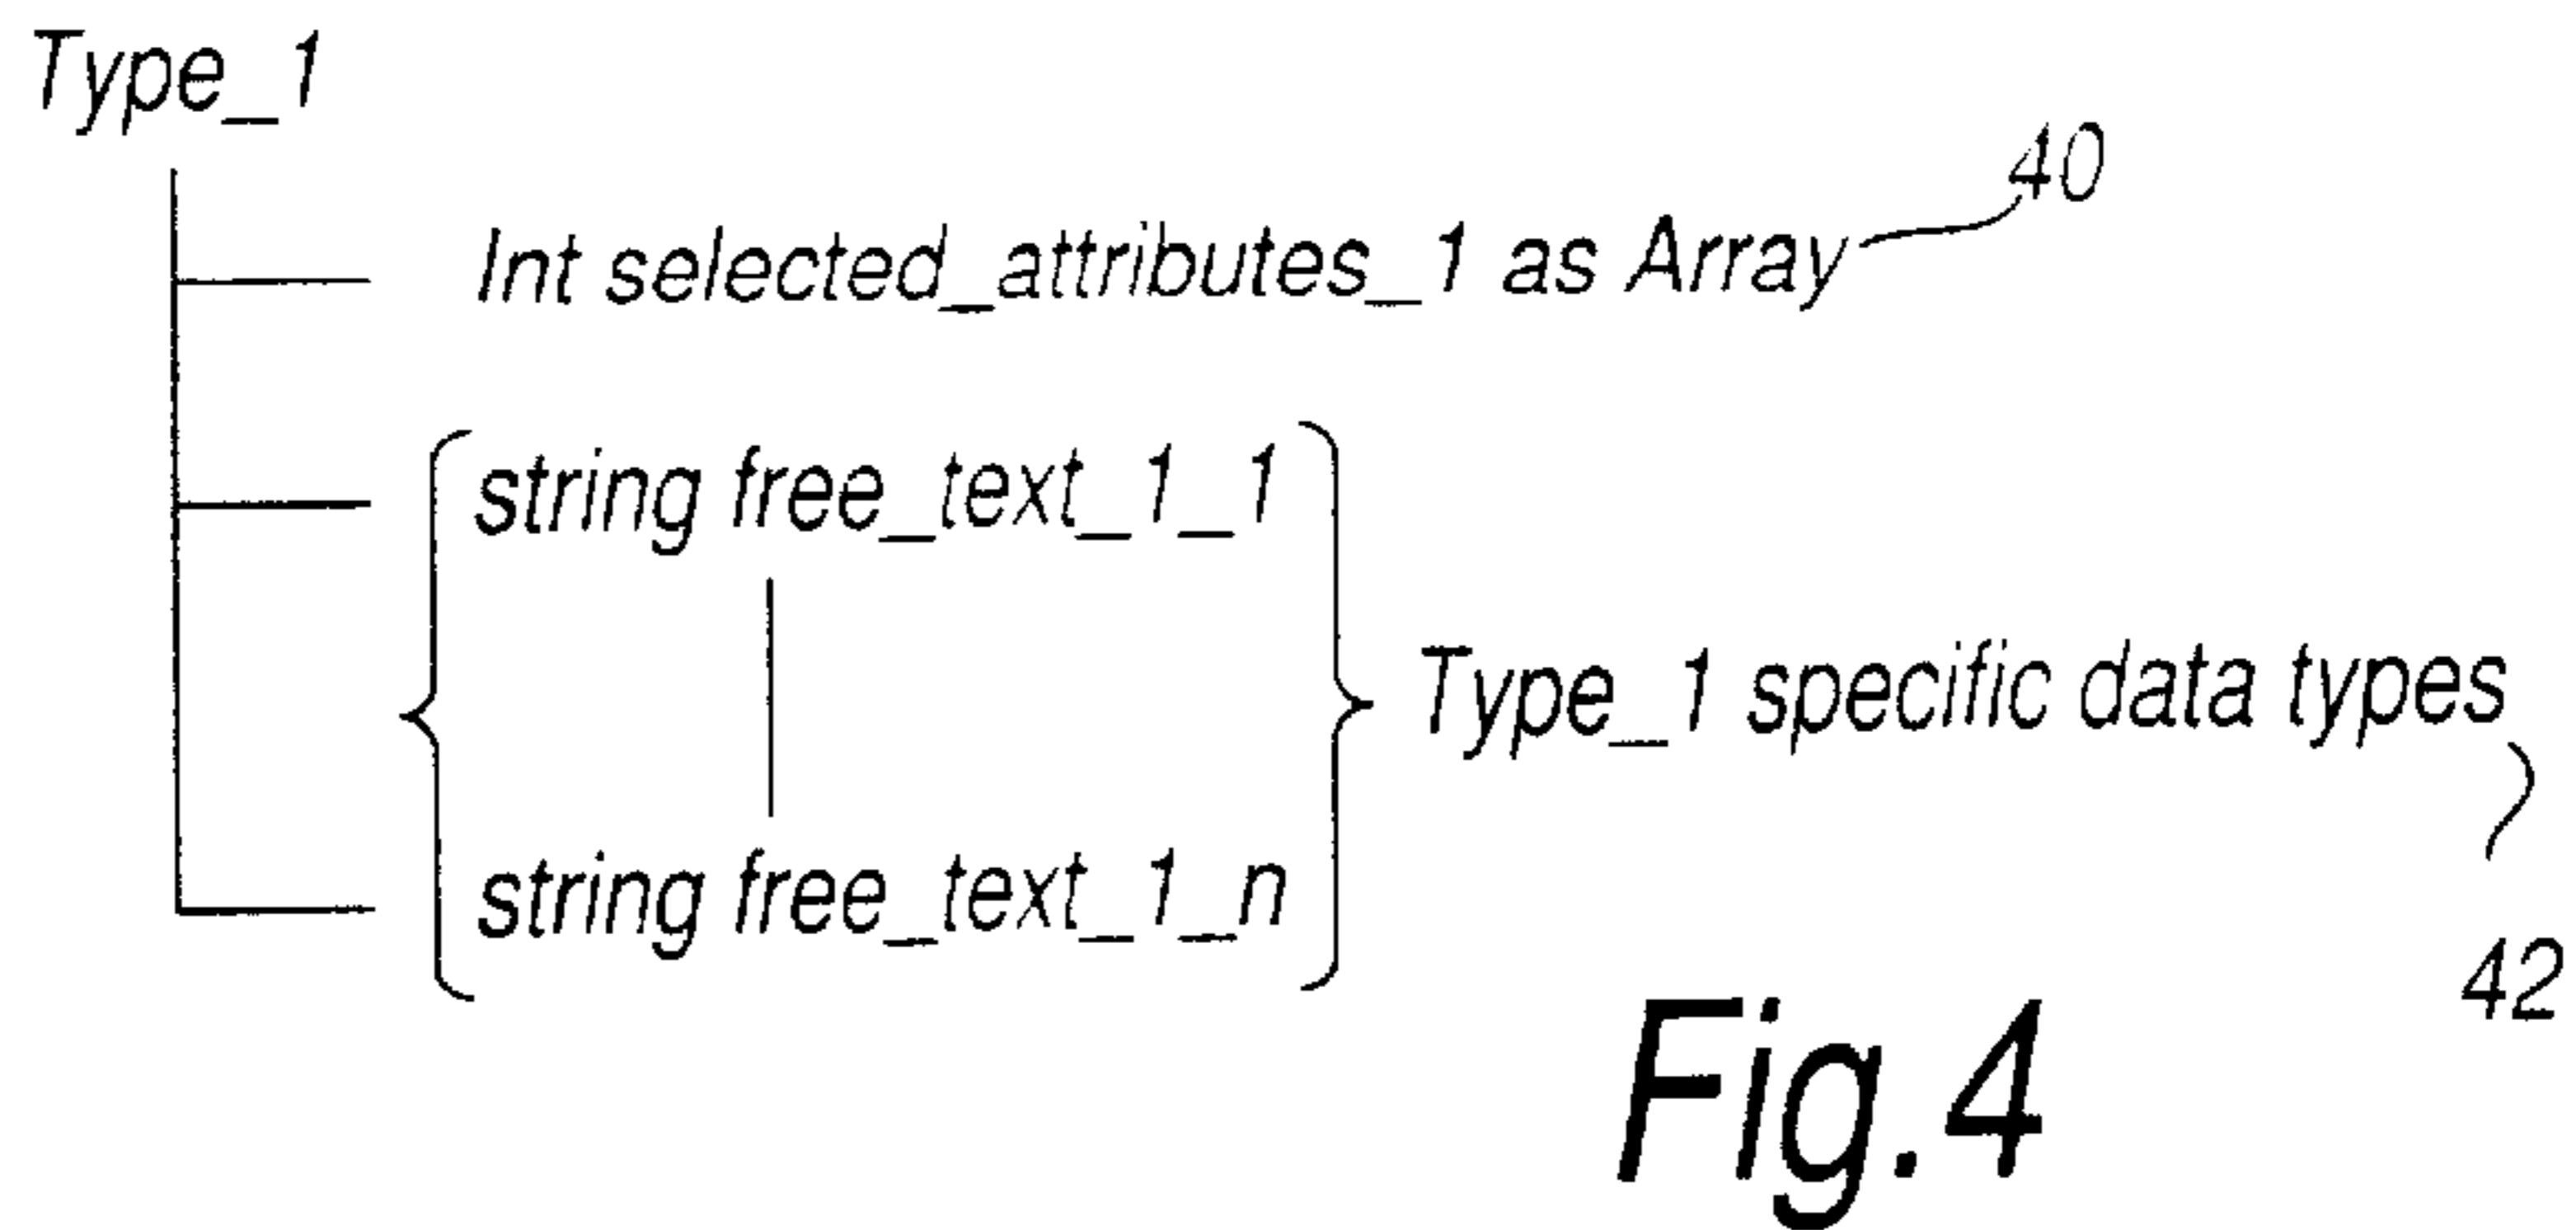 Type_1
40
Int selected_attributes_1 as Array
string free_text_1_1
Type_1 specific data types
string free_text_1_n
42
Fig.4